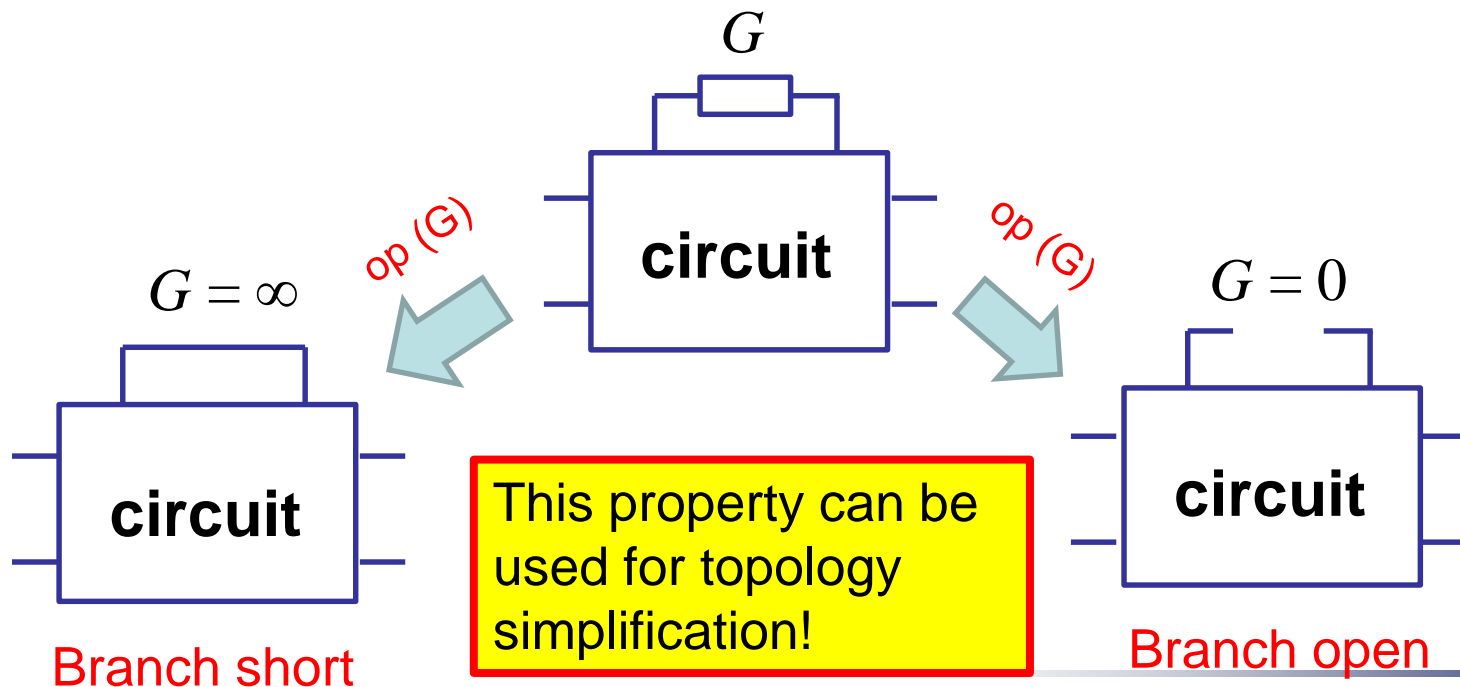 G
op (G)
op (G)
circuit
G = ∞
G = 0
circuit
circuit
This property can be
used for topology
simplification!
Branch short
Branch open